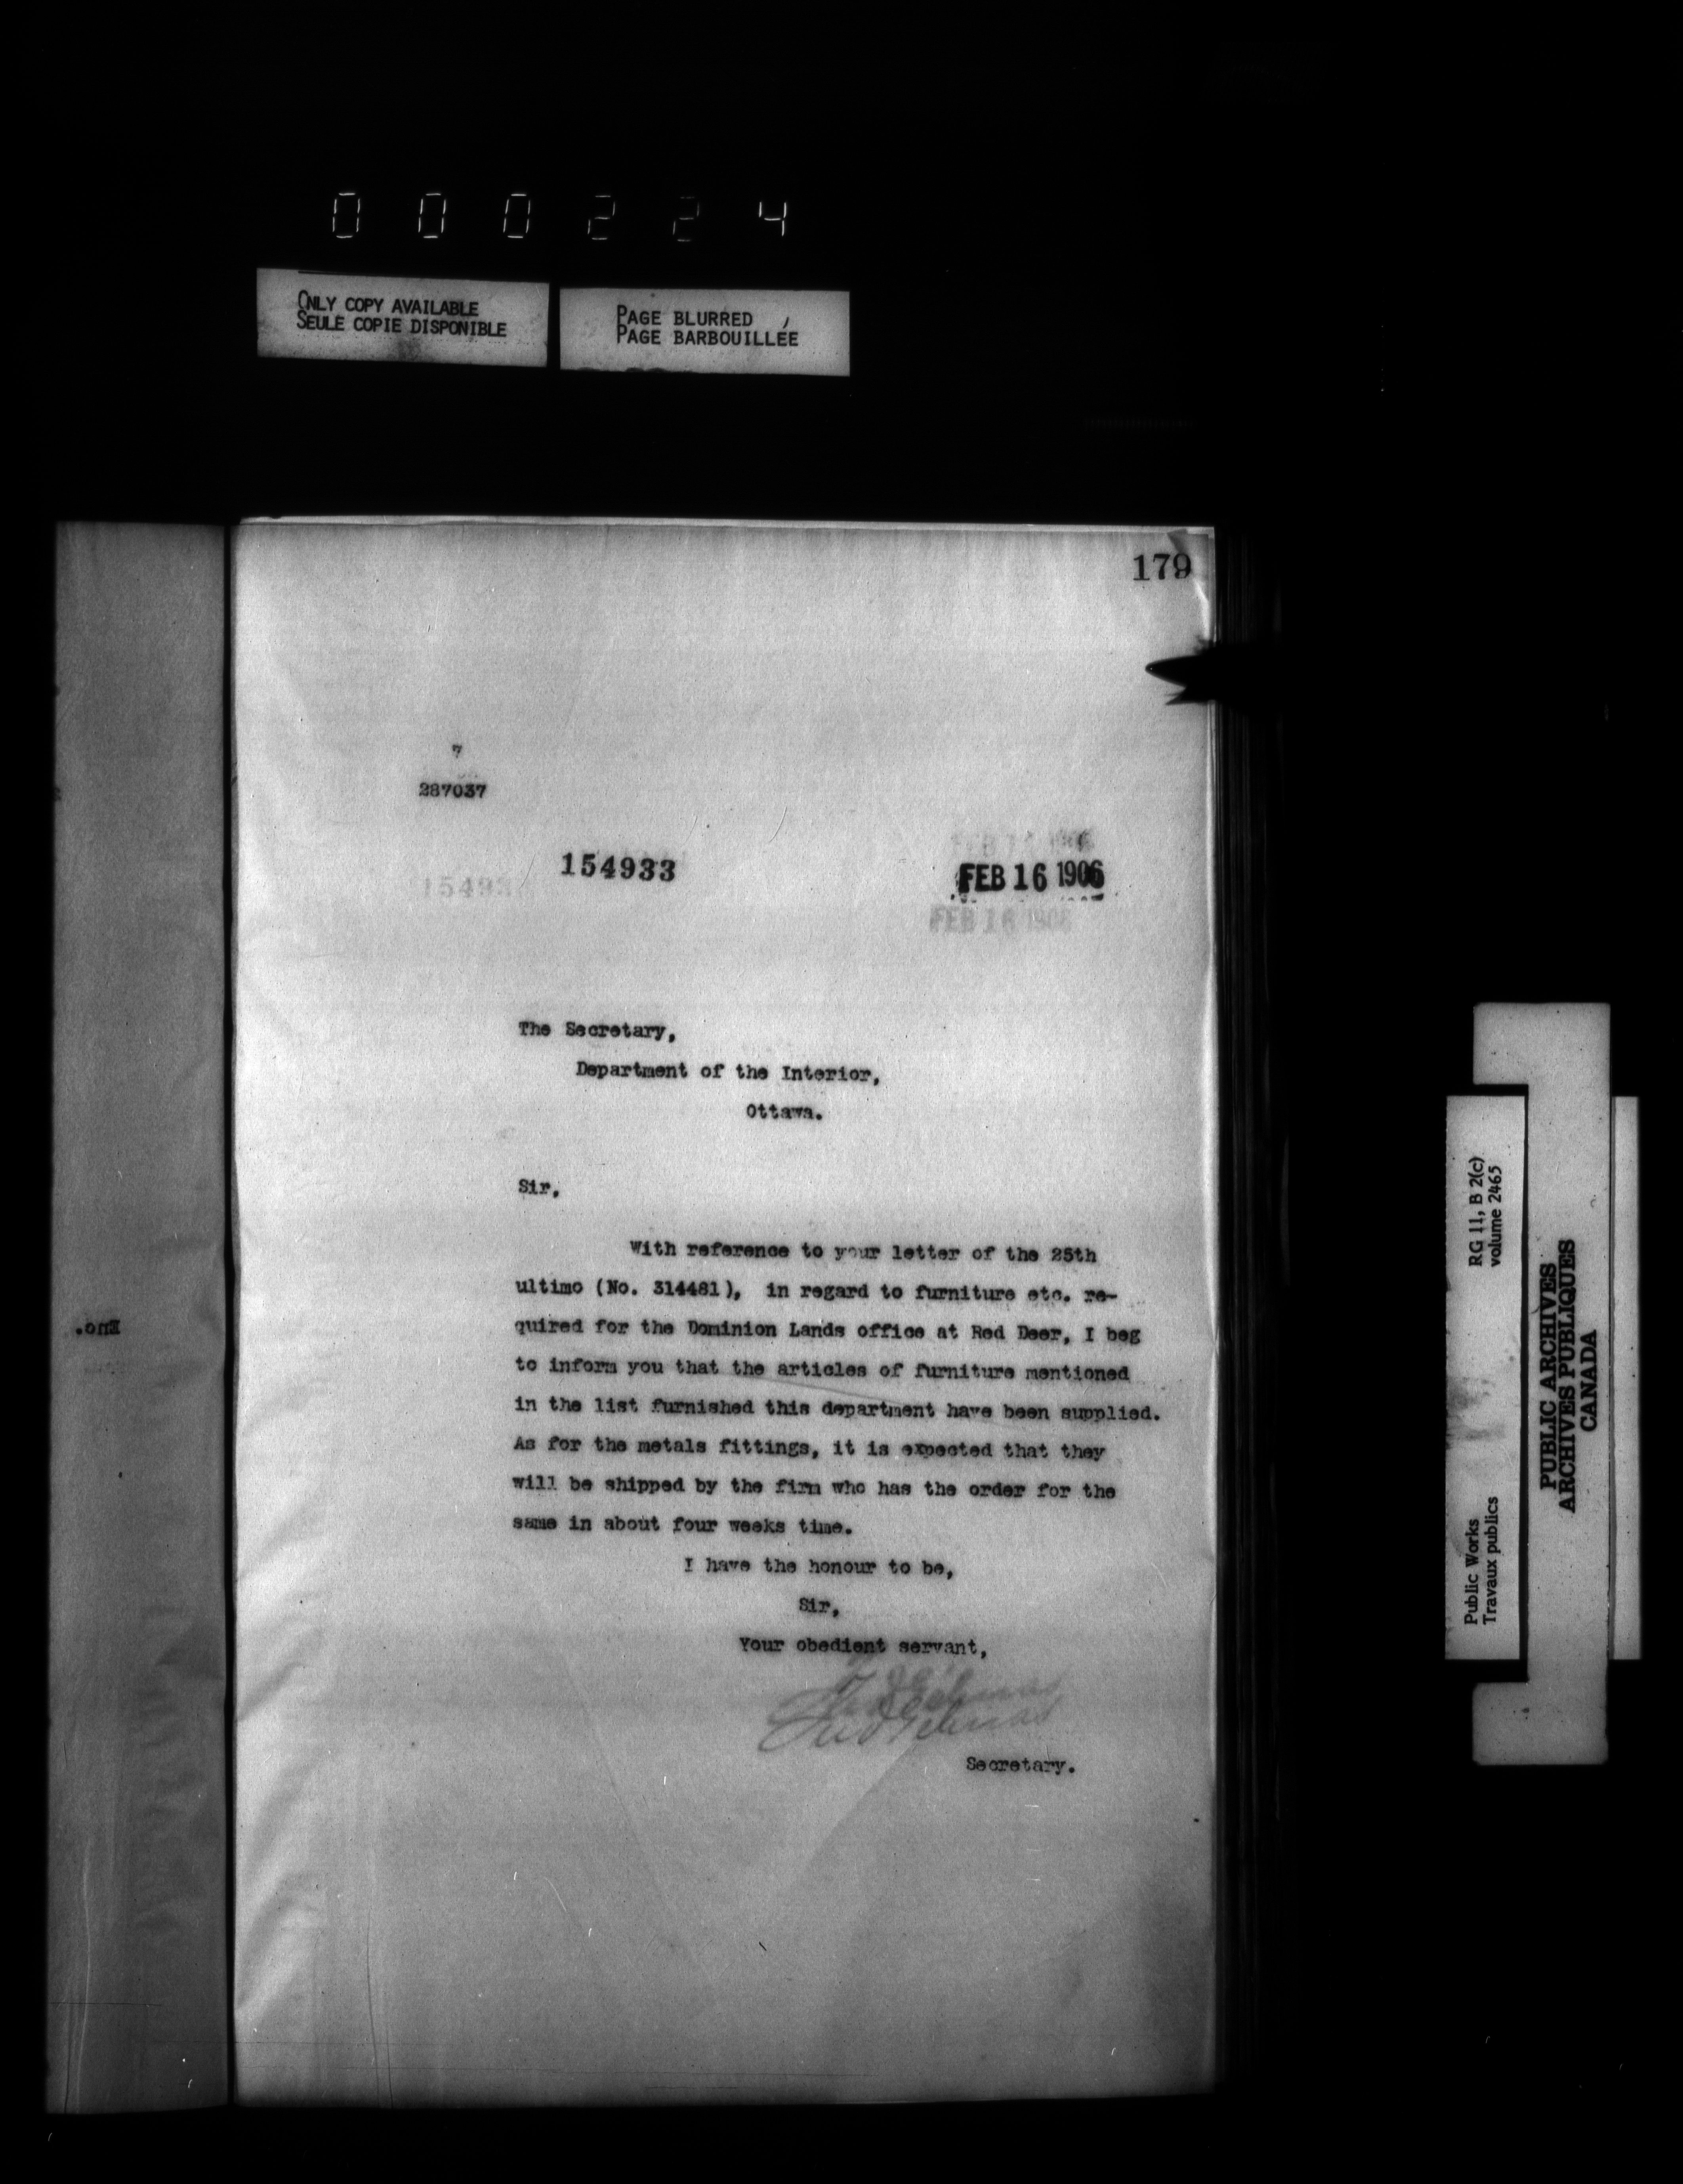 000224
ONLY COPY AVAILABLE
SEULE COPIE DISPONIBLE
PAGE BLURRED
PAGE BARBOUILLÉE
179
7
287037
154933
FEB 16 1906
The Secretary,
Department of the Interior,
Ottawa.
Sir,
With reference to your letter of the 25th
ultimo (No. 314481), in regard to furniture etc. re-
quired for the Dominion Lands office at Red Deer, I beg
to inform you that the articles of furniture mentioned
in the list furnished this department have been supplied.
As for the metals fittings, it is expected that they
will be shipped by the firm who has the order for the
same in about four weeks time.
I have the honour to be,
Sir,
Your obedient servant,
Secretary.
Enc.
RG 11, B 2(c)
volume 2465
Public Works
Travaux publics
PUBLIC ARCHIVES
ARCHIVES PUBLIQUES
CANADA